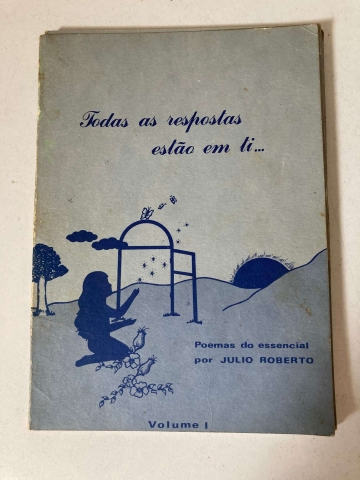 Todas as respostas
estão em ti...
Poemas do essencial
por JULIO ROBERTO
Volume I